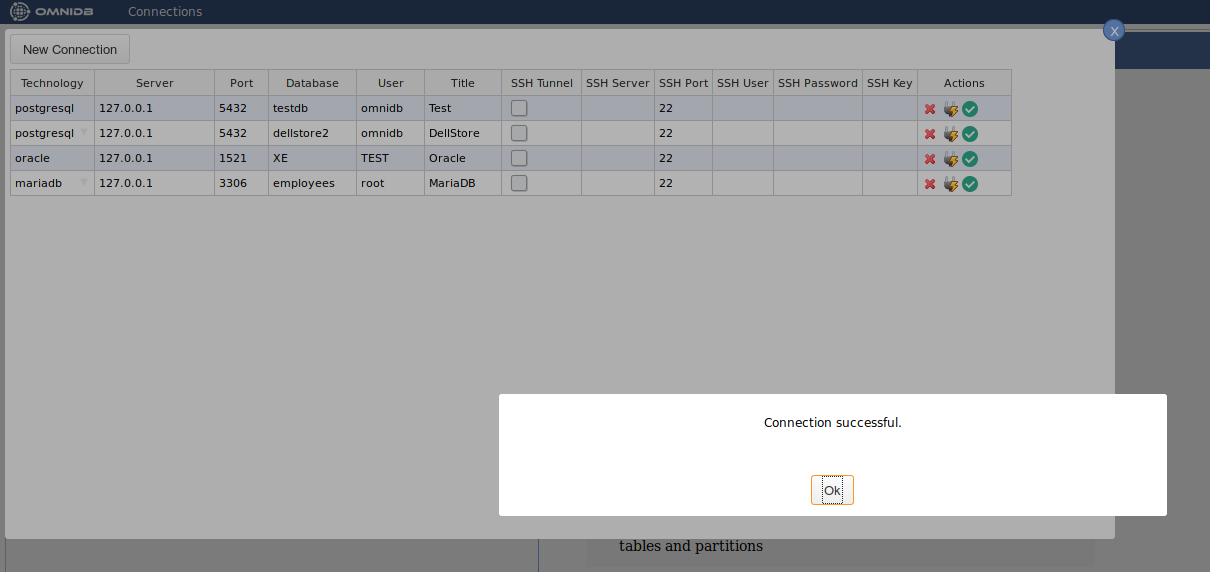 OMNIDB Connections
X
New Connection
Technology Server Port Database User Title SSH Tunnel SSH Server SSH Port SSH User SSH Password SSH Key Actions
postgresql 127.0.0.1 5432 testdb omnidb Test 22
postgresql 127.0.0.1 5432 dellstore2 omnidb DellStore 22
oracle 127.0.0.1 1521 XE TEST Oracle 22
mariadb 127.0.0.1 3306 employees root MariaDB 22
Connection successful.
Ok
tables and partitions